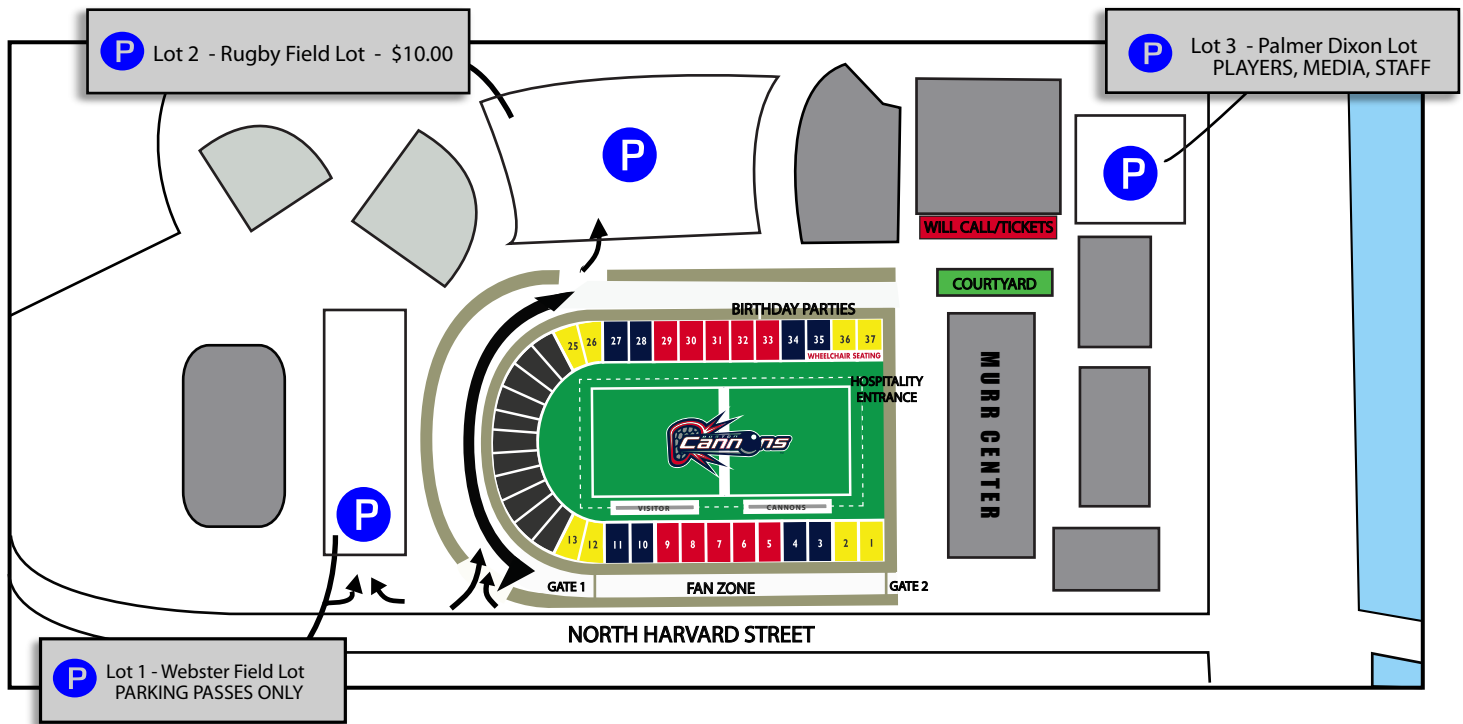 P Lot 2 - Rugby Field Lot - $10.00
P Lot 3 - Palmer Dixon Lot
PLAYERS, MEDIA, STAFF
P
P
WILL CALL/TICKETS
COURTYARD
BIRTHDAY PARTIES
25 26 27 28 29 30 31 32 33 34 35 36 37
WHEELCHAIR SEATING
HOSPITALITY
ENTRANCE
MURR CENTER
BOSTON
Cannons
VISITOR CANNONS
P
13 12 11 10 9 8 7 6 5 4 3 2 1
GATE 1 FAN ZONE GATE 2
NORTH HARVARD STREET
P Lot 1 - Webster Field Lot
PARKING PASSES ONLY